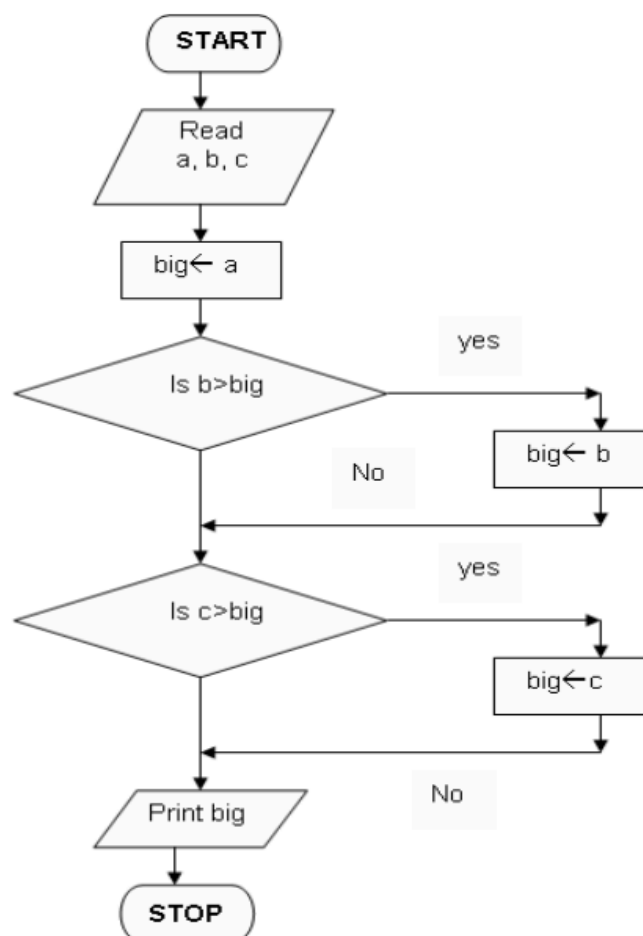 START
Read
a, b, c
big← a
yes
Is b>big
big← b
No
yes
Is c>big
big←c
No
Print big
STOP